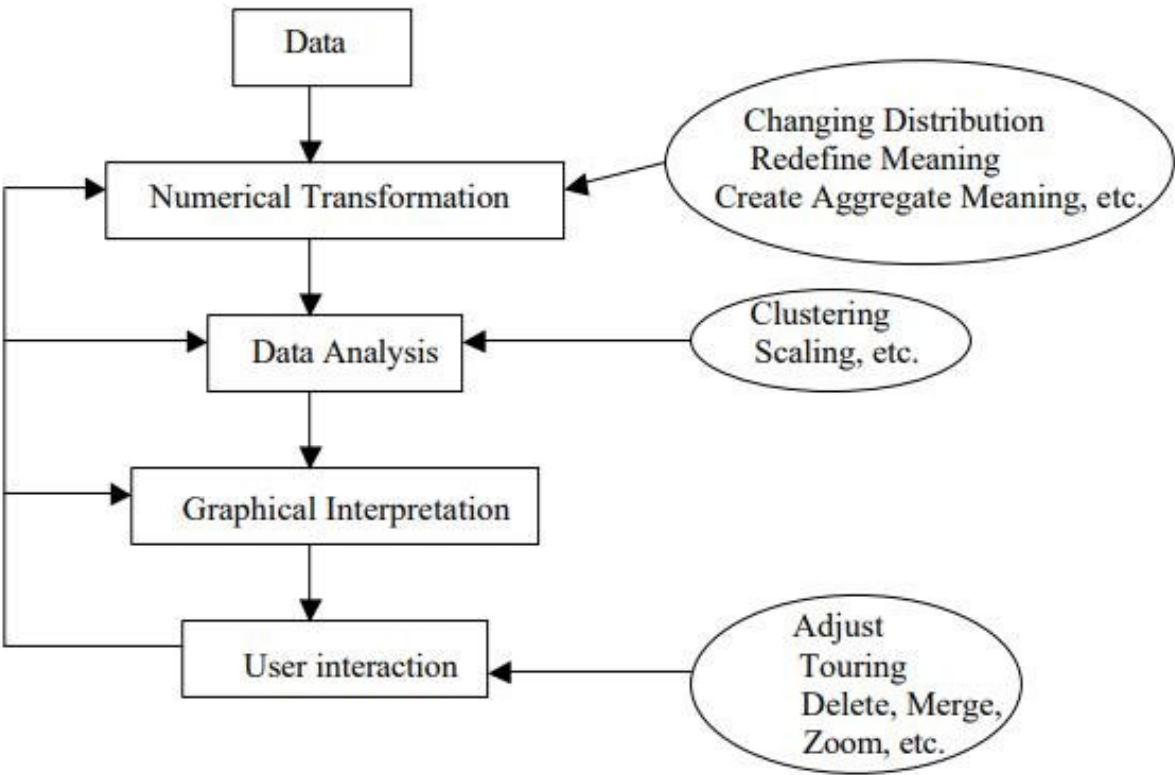 Data
Changing Distribution
Redefine Meaning
Create Aggregate Meaning, etc.
Numerical Transformation
Clustering
Scaling, etc.
Data Analysis
Graphical Interpretation
Adjust
Touring
Delete, Merge,
Zoom, etc.
User interaction